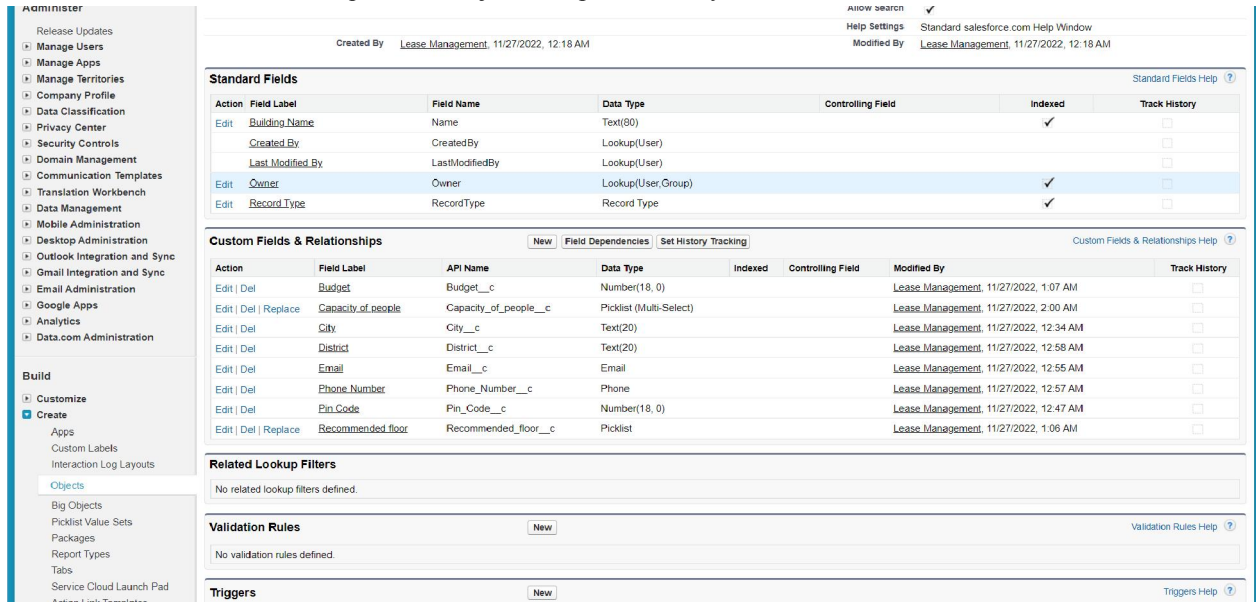 Administer
Release Updates
Manage Users
Manage Apps
Manage Territories
Company Profile
Data Classification
Privacy Center
Security Controls
Domain Management
Communication Templates
Translation Workbench
Data Management
Mobile Administration
Desktop Administration
Outlook Integration and Sync
Gmail Integration and Sync
Email Administration
Google Apps
Analytics
Data.com Administration
Build
Customize
Create
Apps
Custom Labels
Interaction Log Layouts
Objects
Big Objects
Picklist Value Sets
Packages
Report Types
Tabs
Service Cloud Launch Pad
Action Link Templates
Allow Search
Help Settings Standard salesforce.com Help Window
Created By Lease Management, 11/27/2022, 12:18 AM Modified By Lease Management, 11/27/2022, 12:18 AM
Standard Fields Standard Fields Help ?
Action Field Label Field Name Data Type Controlling Field Indexed Track History
Edit Building Name Name Text(80)
Created By CreatedBy Lookup(User)
Last Modified By LastModifiedBy Lookup(User)
Edit Owner Owner Lookup(User,Group)
Edit Record Type RecordType Record Type
Custom Fields & Relationships New Field Dependencies Set History Tracking Custom Fields & Relationships Help ?
Action Field Label API Name Data Type Indexed Controlling Field Modified By Track History
Edit | Del Budget Budget__c Number(18, 0) Lease Management, 11/27/2022, 1:07 AM
Edit | Del | Replace Capacity of people Capacity_of_people__c Picklist (Multi-Select) Lease Management, 11/27/2022, 2:00 AM
Edit | Del City City__c Text(20) Lease Management, 11/27/2022, 12:34 AM
Edit | Del District District__c Text(20) Lease Management, 11/27/2022, 12:58 AM
Edit | Del Email Email__c Email Lease Management, 11/27/2022, 12:55 AM
Edit | Del Phone Number Phone_Number__c Phone Lease Management, 11/27/2022, 12:57 AM
Edit | Del Pin Code Pin_Code__c Number(18, 0) Lease Management, 11/27/2022, 12:47 AM
Edit | Del | Replace Recommended floor Recommended_floor__c Picklist Lease Management, 11/27/2022, 1:06 AM
Related Lookup Filters
No related lookup filters defined.
Validation Rules New Validation Rules Help ?
No validation rules defined.
Triggers New Triggers Help ?